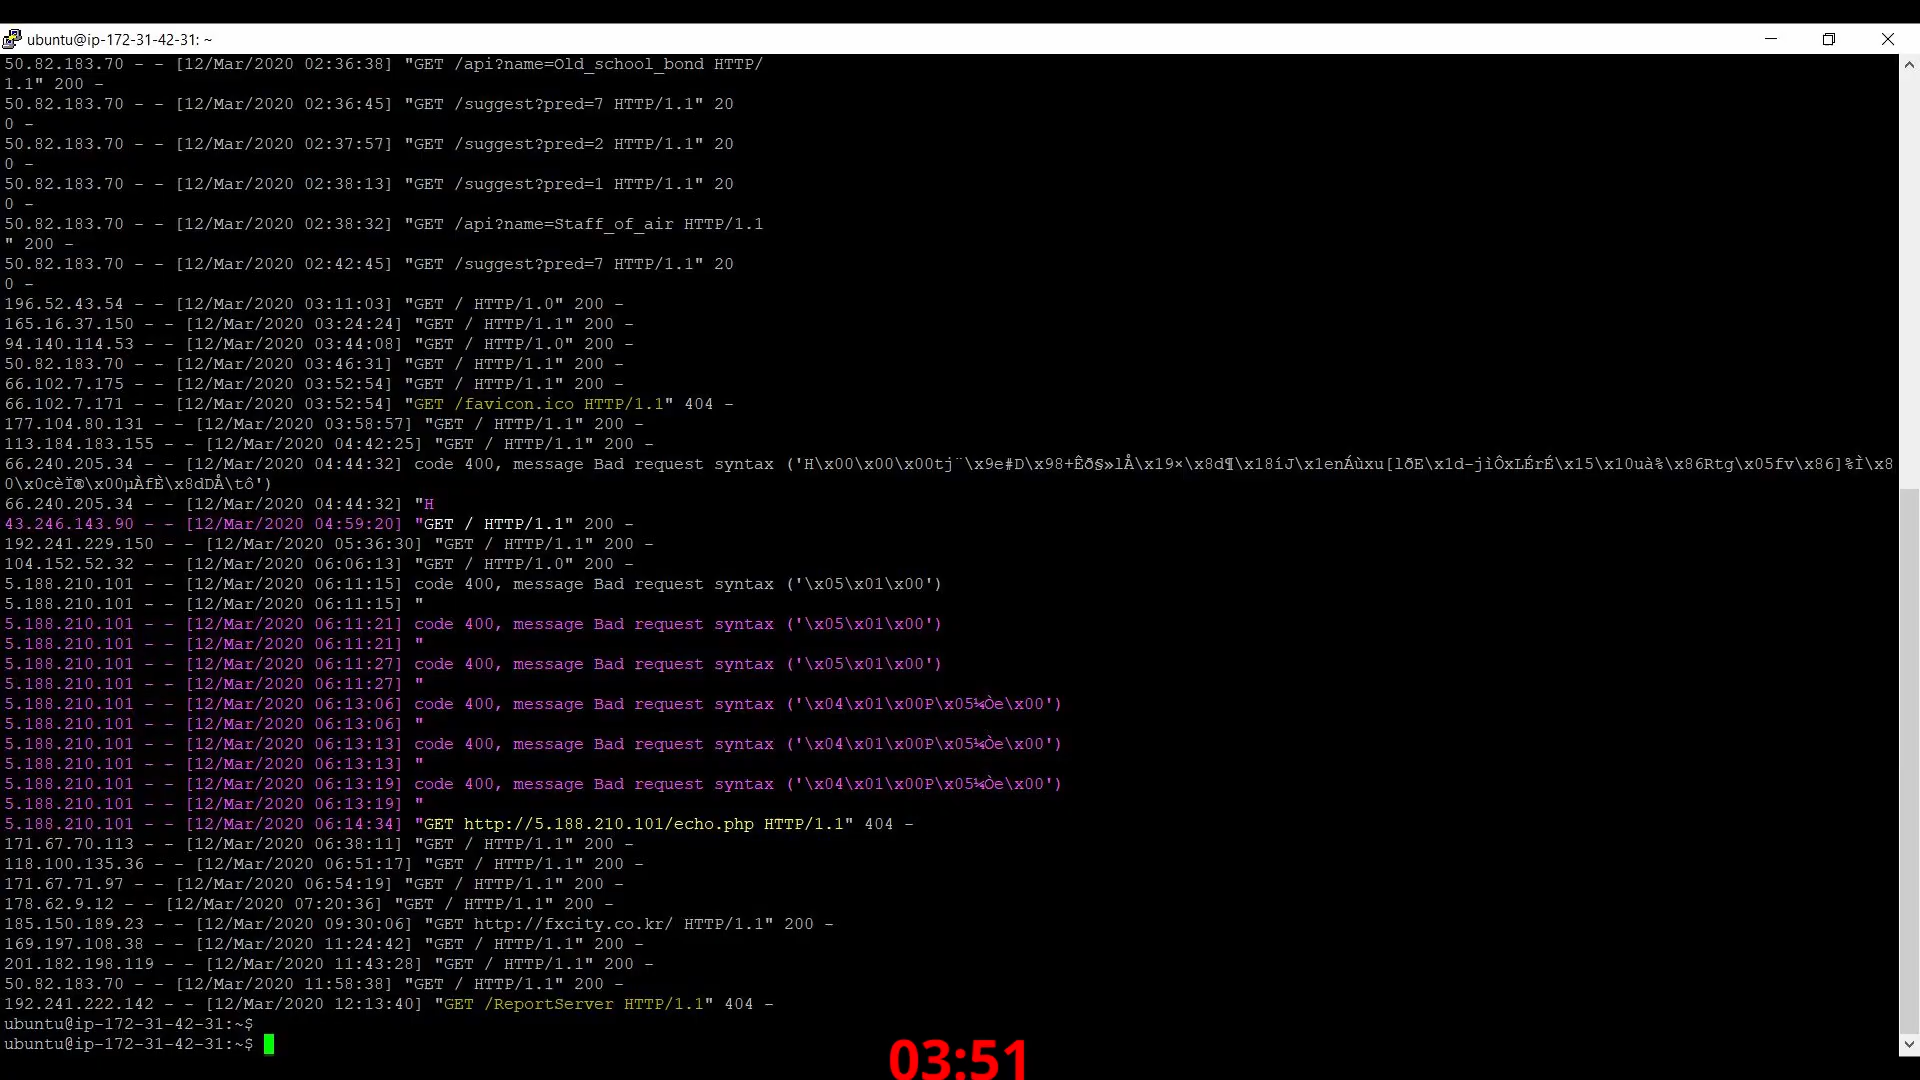 ubuntu@ip-172-31-42-31: ~
50.82.183.70 - - [12/Mar/2020 02:36:38] "GET /api?name=Old_school_bond HTTP/
1.1" 200 -
50.82.183.70 - - [12/Mar/2020 02:36:45] "GET /suggest?pred=7 HTTP/1.1" 20
0 -
50.82.183.70 - - [12/Mar/2020 02:37:57] "GET /suggest?pred=2 HTTP/1.1" 20
0 -
50.82.183.70 - - [12/Mar/2020 02:38:13] "GET /suggest?pred=1 HTTP/1.1" 20
0 -
50.82.183.70 - - [12/Mar/2020 02:38:32] "GET /api?name=Staff_of_air HTTP/1.1
" 200 -
50.82.183.70 - - [12/Mar/2020 02:42:45] "GET /suggest?pred=7 HTTP/1.1" 20
0 -
196.52.43.54 - - [12/Mar/2020 03:11:03] "GET / HTTP/1.0" 200 -
165.16.37.150 - - [12/Mar/2020 03:24:24] "GET / HTTP/1.1" 200 -
94.140.114.53 - - [12/Mar/2020 03:44:08] "GET / HTTP/1.0" 200 -
50.82.183.70 - - [12/Mar/2020 03:46:31] "GET / HTTP/1.1" 200 -
66.102.7.175 - - [12/Mar/2020 03:52:54] "GET / HTTP/1.1" 200 -
66.102.7.171 - - [12/Mar/2020 03:52:54] "GET /favicon.ico HTTP/1.1" 404 -
177.104.80.131 - - [12/Mar/2020 03:58:57] "GET / HTTP/1.1" 200 -
113.184.183.155 - - [12/Mar/2020 04:42:25] "GET / HTTP/1.1" 200 -
66.240.205.34 - - [12/Mar/2020 04:44:32] code 400, message Bad request syntax ('H\x00\x00\x00tj¨\x9e#D\x98+Êð§»lÅ\x19×\x8d¶\x18íJ\x1enÁùxu[lðE\x1d-jìÔxLÉrÉ\x15\x10uà%\x86Rtg\x05fv\x86]%Ì\x8
0\x0cèÏ®\x00µÀfÈ\x8dDÅ\tô')
66.240.205.34 - - [12/Mar/2020 04:44:32] "H
43.246.143.90 - - [12/Mar/2020 04:59:20] "GET / HTTP/1.1" 200 -
192.241.229.150 - - [12/Mar/2020 05:36:30] "GET / HTTP/1.1" 200 -
104.152.52.32 - - [12/Mar/2020 06:06:13] "GET / HTTP/1.0" 200 -
5.188.210.101 - - [12/Mar/2020 06:11:15] code 400, message Bad request syntax ('\x05\x01\x00')
5.188.210.101 - - [12/Mar/2020 06:11:15] "
5.188.210.101 - - [12/Mar/2020 06:11:21] code 400, message Bad request syntax ('\x05\x01\x00')
5.188.210.101 - - [12/Mar/2020 06:11:21] "
5.188.210.101 - - [12/Mar/2020 06:11:27] code 400, message Bad request syntax ('\x05\x01\x00')
5.188.210.101 - - [12/Mar/2020 06:11:27] "
5.188.210.101 - - [12/Mar/2020 06:13:06] code 400, message Bad request syntax ('\x04\x01\x00P\x05¼Òe\x00')
5.188.210.101 - - [12/Mar/2020 06:13:06] "
5.188.210.101 - - [12/Mar/2020 06:13:13] code 400, message Bad request syntax ('\x04\x01\x00P\x05¼Òe\x00')
5.188.210.101 - - [12/Mar/2020 06:13:13] "
5.188.210.101 - - [12/Mar/2020 06:13:19] code 400, message Bad request syntax ('\x04\x01\x00P\x05¼Òe\x00')
5.188.210.101 - - [12/Mar/2020 06:13:19] "
5.188.210.101 - - [12/Mar/2020 06:14:34] "GET http://5.188.210.101/echo.php HTTP/1.1" 404 -
171.67.70.113 - - [12/Mar/2020 06:38:11] "GET / HTTP/1.1" 200 -
118.100.135.36 - - [12/Mar/2020 06:51:17] "GET / HTTP/1.1" 200 -
171.67.71.97 - - [12/Mar/2020 06:54:19] "GET / HTTP/1.1" 200 -
178.62.9.12 - - [12/Mar/2020 07:20:36] "GET / HTTP/1.1" 200 -
185.150.189.23 - - [12/Mar/2020 09:30:06] "GET http://fxcity.co.kr/ HTTP/1.1" 200 -
169.197.108.38 - - [12/Mar/2020 11:24:42] "GET / HTTP/1.1" 200 -
201.182.198.119 - - [12/Mar/2020 11:43:28] "GET / HTTP/1.1" 200 -
50.82.183.70 - - [12/Mar/2020 11:58:38] "GET / HTTP/1.1" 200 -
192.241.222.142 - - [12/Mar/2020 12:13:40] "GET /ReportServer HTTP/1.1" 404 -
ubuntu@ip-172-31-42-31:~$
ubuntu@ip-172-31-42-31:~$
03:51